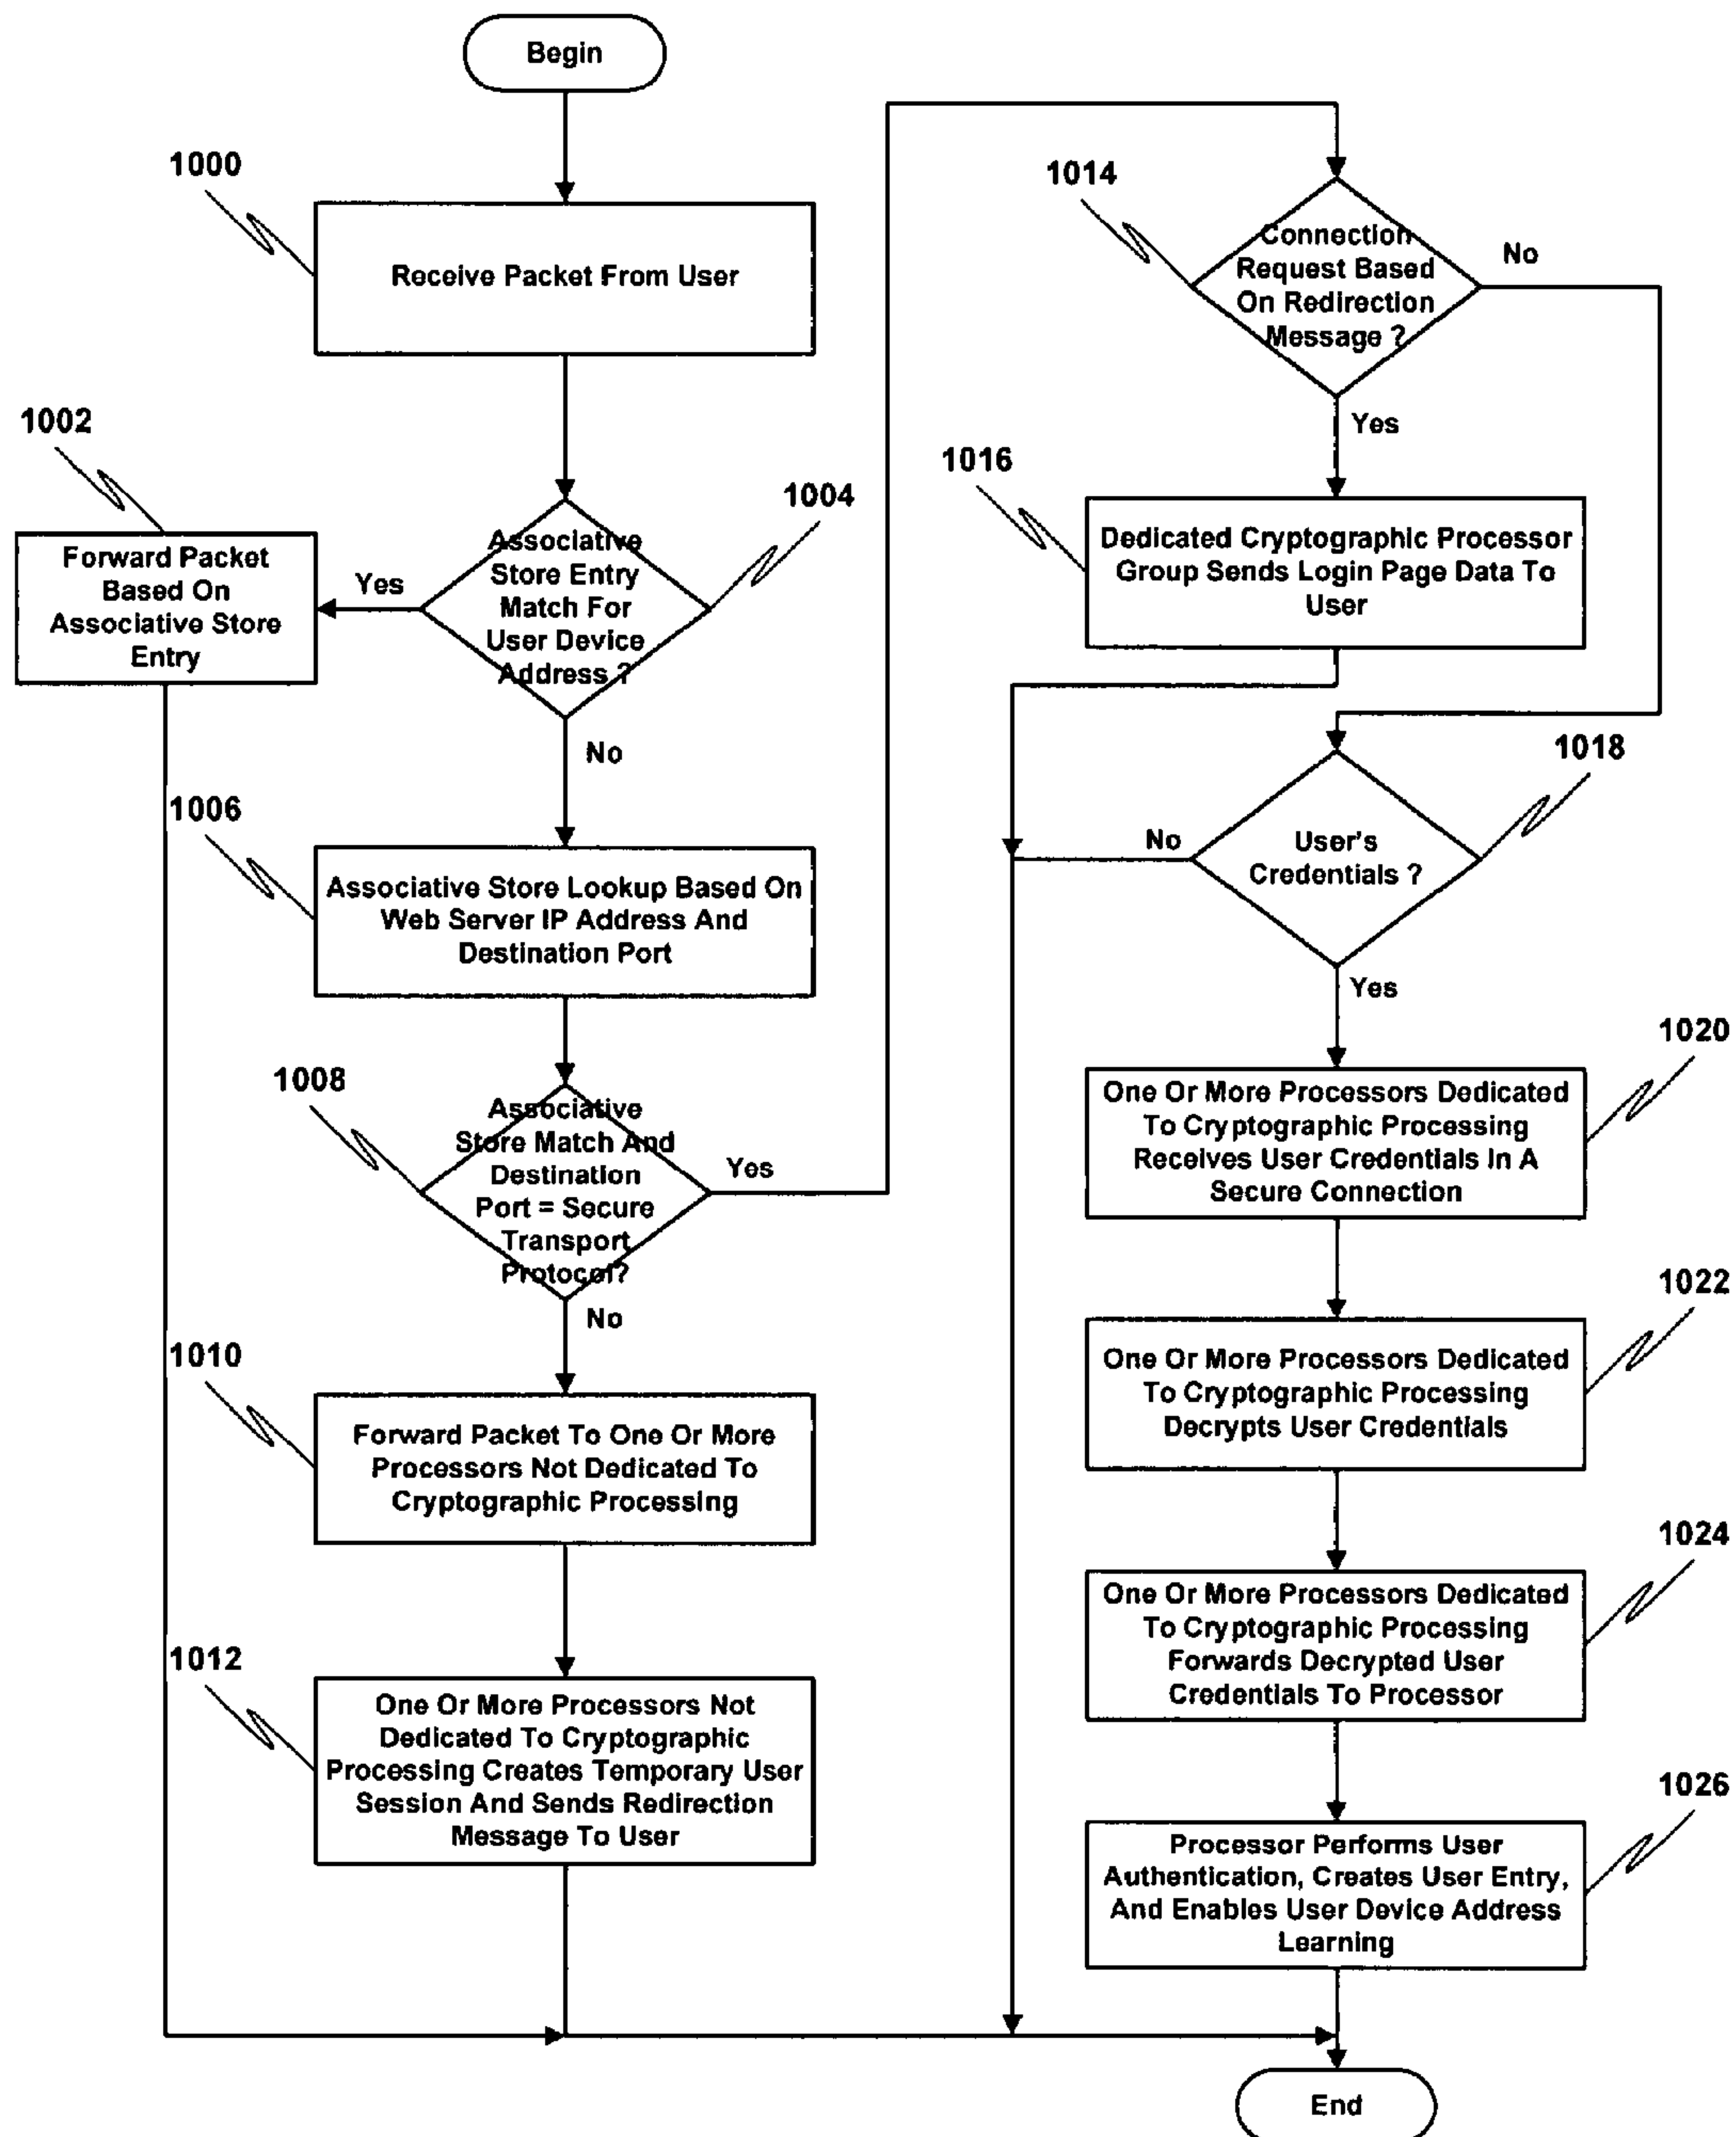 Begin
1000
Receive Packet From User
1002
Forward Packet
Based On
Associative Store
Entry
Yes
1004
Associative
Store Entry
Match For
User Device
Address ?
No
1006
Associative Store Lookup Based On
Web Server IP Address And
Destination Port
1008
Associative
Store Match And
Destination
Port = Secure
Transport
Protocol?
Yes
No
1010
Forward Packet To One Or More
Processors Not Dedicated To
Cryptographic Processing
1012
One Or More Processors Not
Dedicated To Cryptographic
Processing Creates Temporary User
Session And Sends Redirection
Message To User
1014
Connection
Request Based
On Redirection
Message ?
No
Yes
1016
Dedicated Cryptographic Processor
Group Sends Login Page Data To
User
1018
No
User's
Credentials ?
Yes
1020
One Or More Processors Dedicated
To Cryptographic Processing
Receives User Credentials In A
Secure Connection
1022
One Or More Processors Dedicated
To Cryptographic Processing
Decrypts User Credentials
1024
One Or More Processors Dedicated
To Cryptographic Processing
Forwards Decrypted User
Credentials To Processor
1026
Processor Performs User
Authentication, Creates User Entry,
And Enables User Device Address
Learning
End